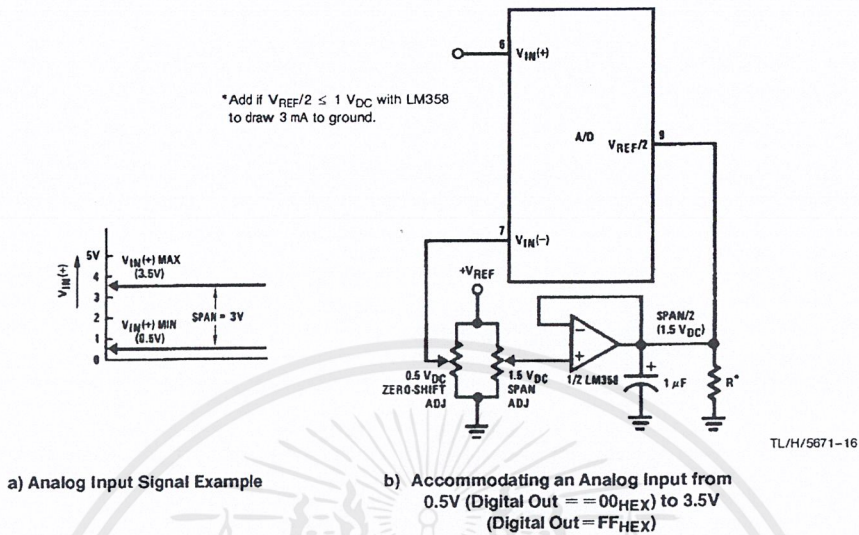 *Add if VREF/2 ≤ 1 VDC with LM358
to draw 3 mA to ground.
6
VIN(+)
A/D
VREF/2
9
7
VIN(−)
VIN(+)
5V
4
3
2
1
0
VIN(+) MAX
(3.5V)
SPAN = 3V
VIN(+) MIN
(0.5V)
+VREF
0.5 VDC
ZERO-SHIFT
ADJ
1.5 VDC
SPAN
ADJ
−
+
1/2 LM358
SPAN/2
(1.5 VDC)
+
1 μF
R*
TL/H/5671-16
a) Analog Input Signal Example
b) Accommodating an Analog Input from
0.5V (Digital Out = =00HEX) to 3.5V
(Digital Out=FFHEX)